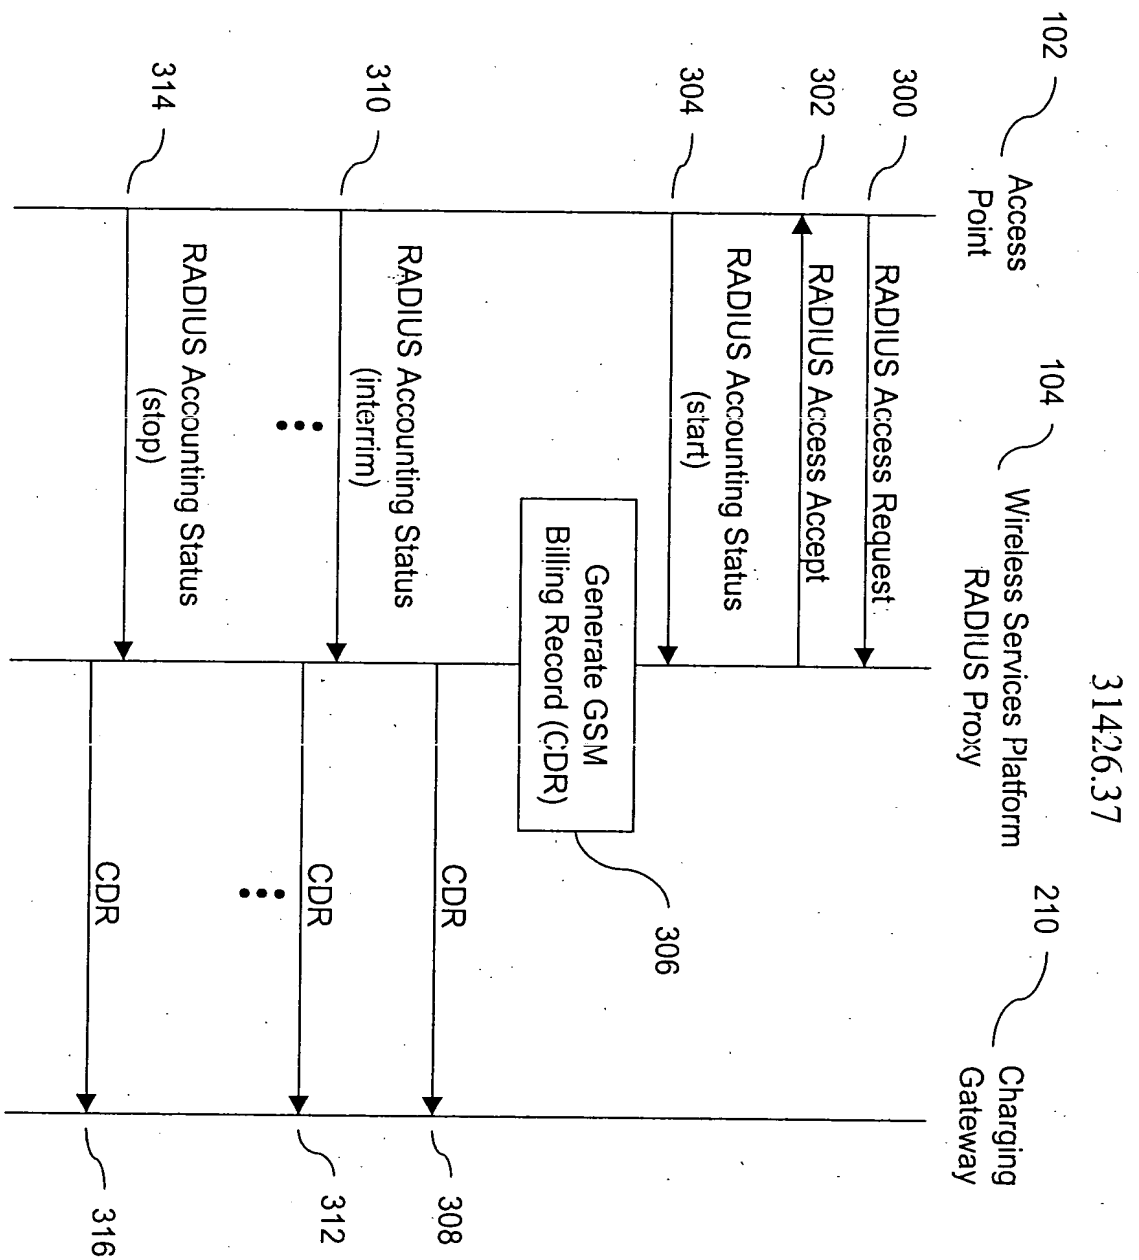 31426.37
102
Access
Point
104
Wireless Services Platform
RADIUS Proxy
210
Charging
Gateway
300
RADIUS Access Request
302
RADIUS Access Accept
304
RADIUS Accounting Status
(start)
Generate GSM
Billing Record (CDR)
306
CDR
308
310
RADIUS Accounting Status
(interrim)
CDR
312
314
RADIUS Accounting Status
(stop)
CDR
316